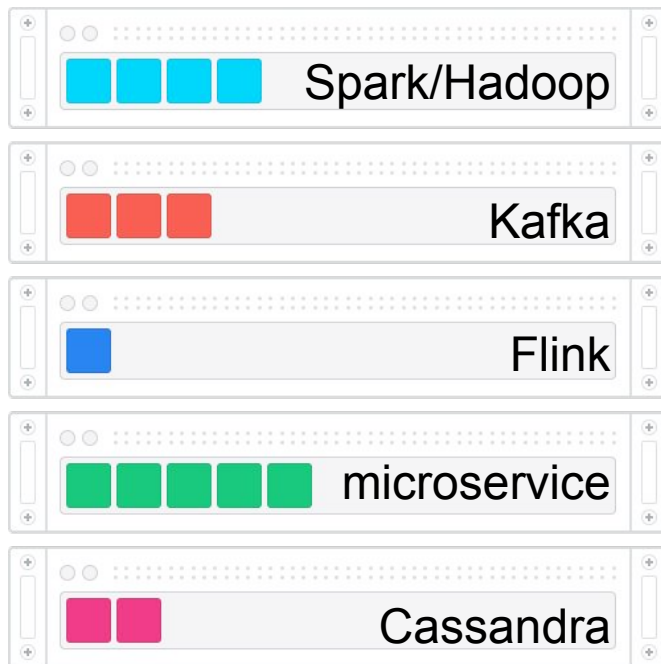 Spark/Hadoop
Kafka
Flink
microservice
Cassandra